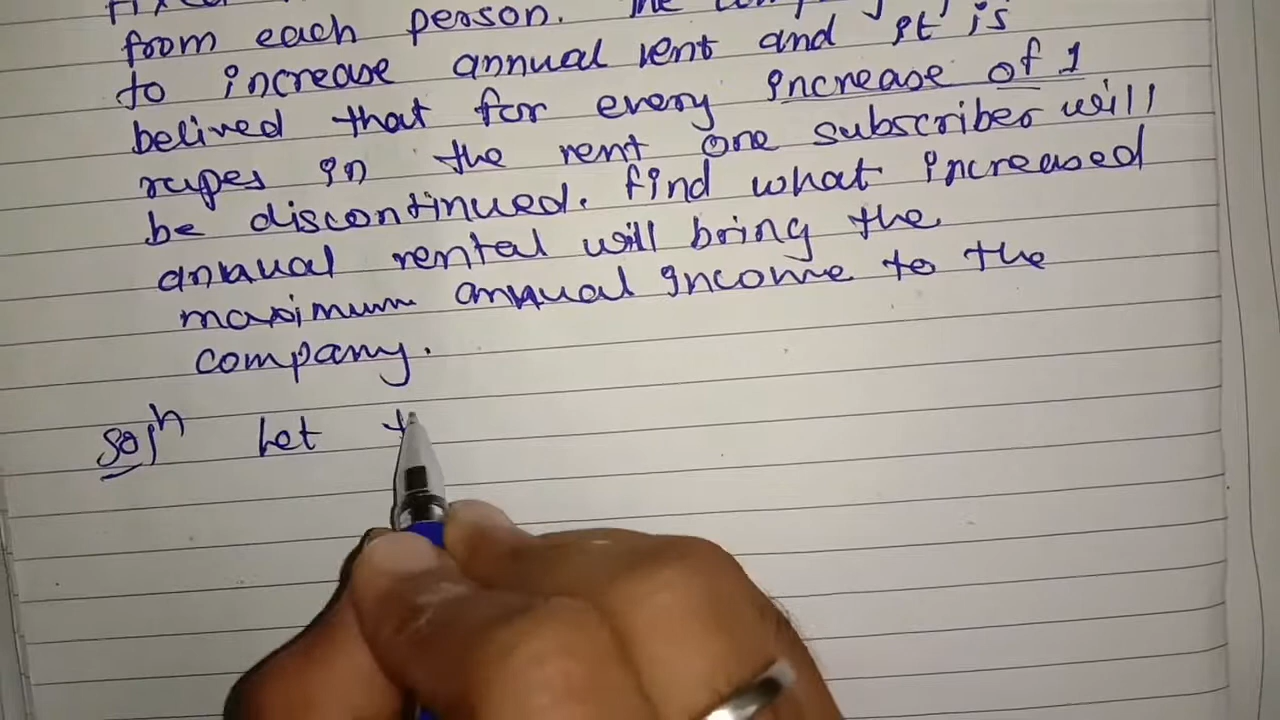 from each person. The
to increase annual rent and it is
belived that for every increase of 1
rupes in the rent one subscriber will
be discontinued. find what increased
annual rental will bring the
maximum annual income to the
company.
Soln Let